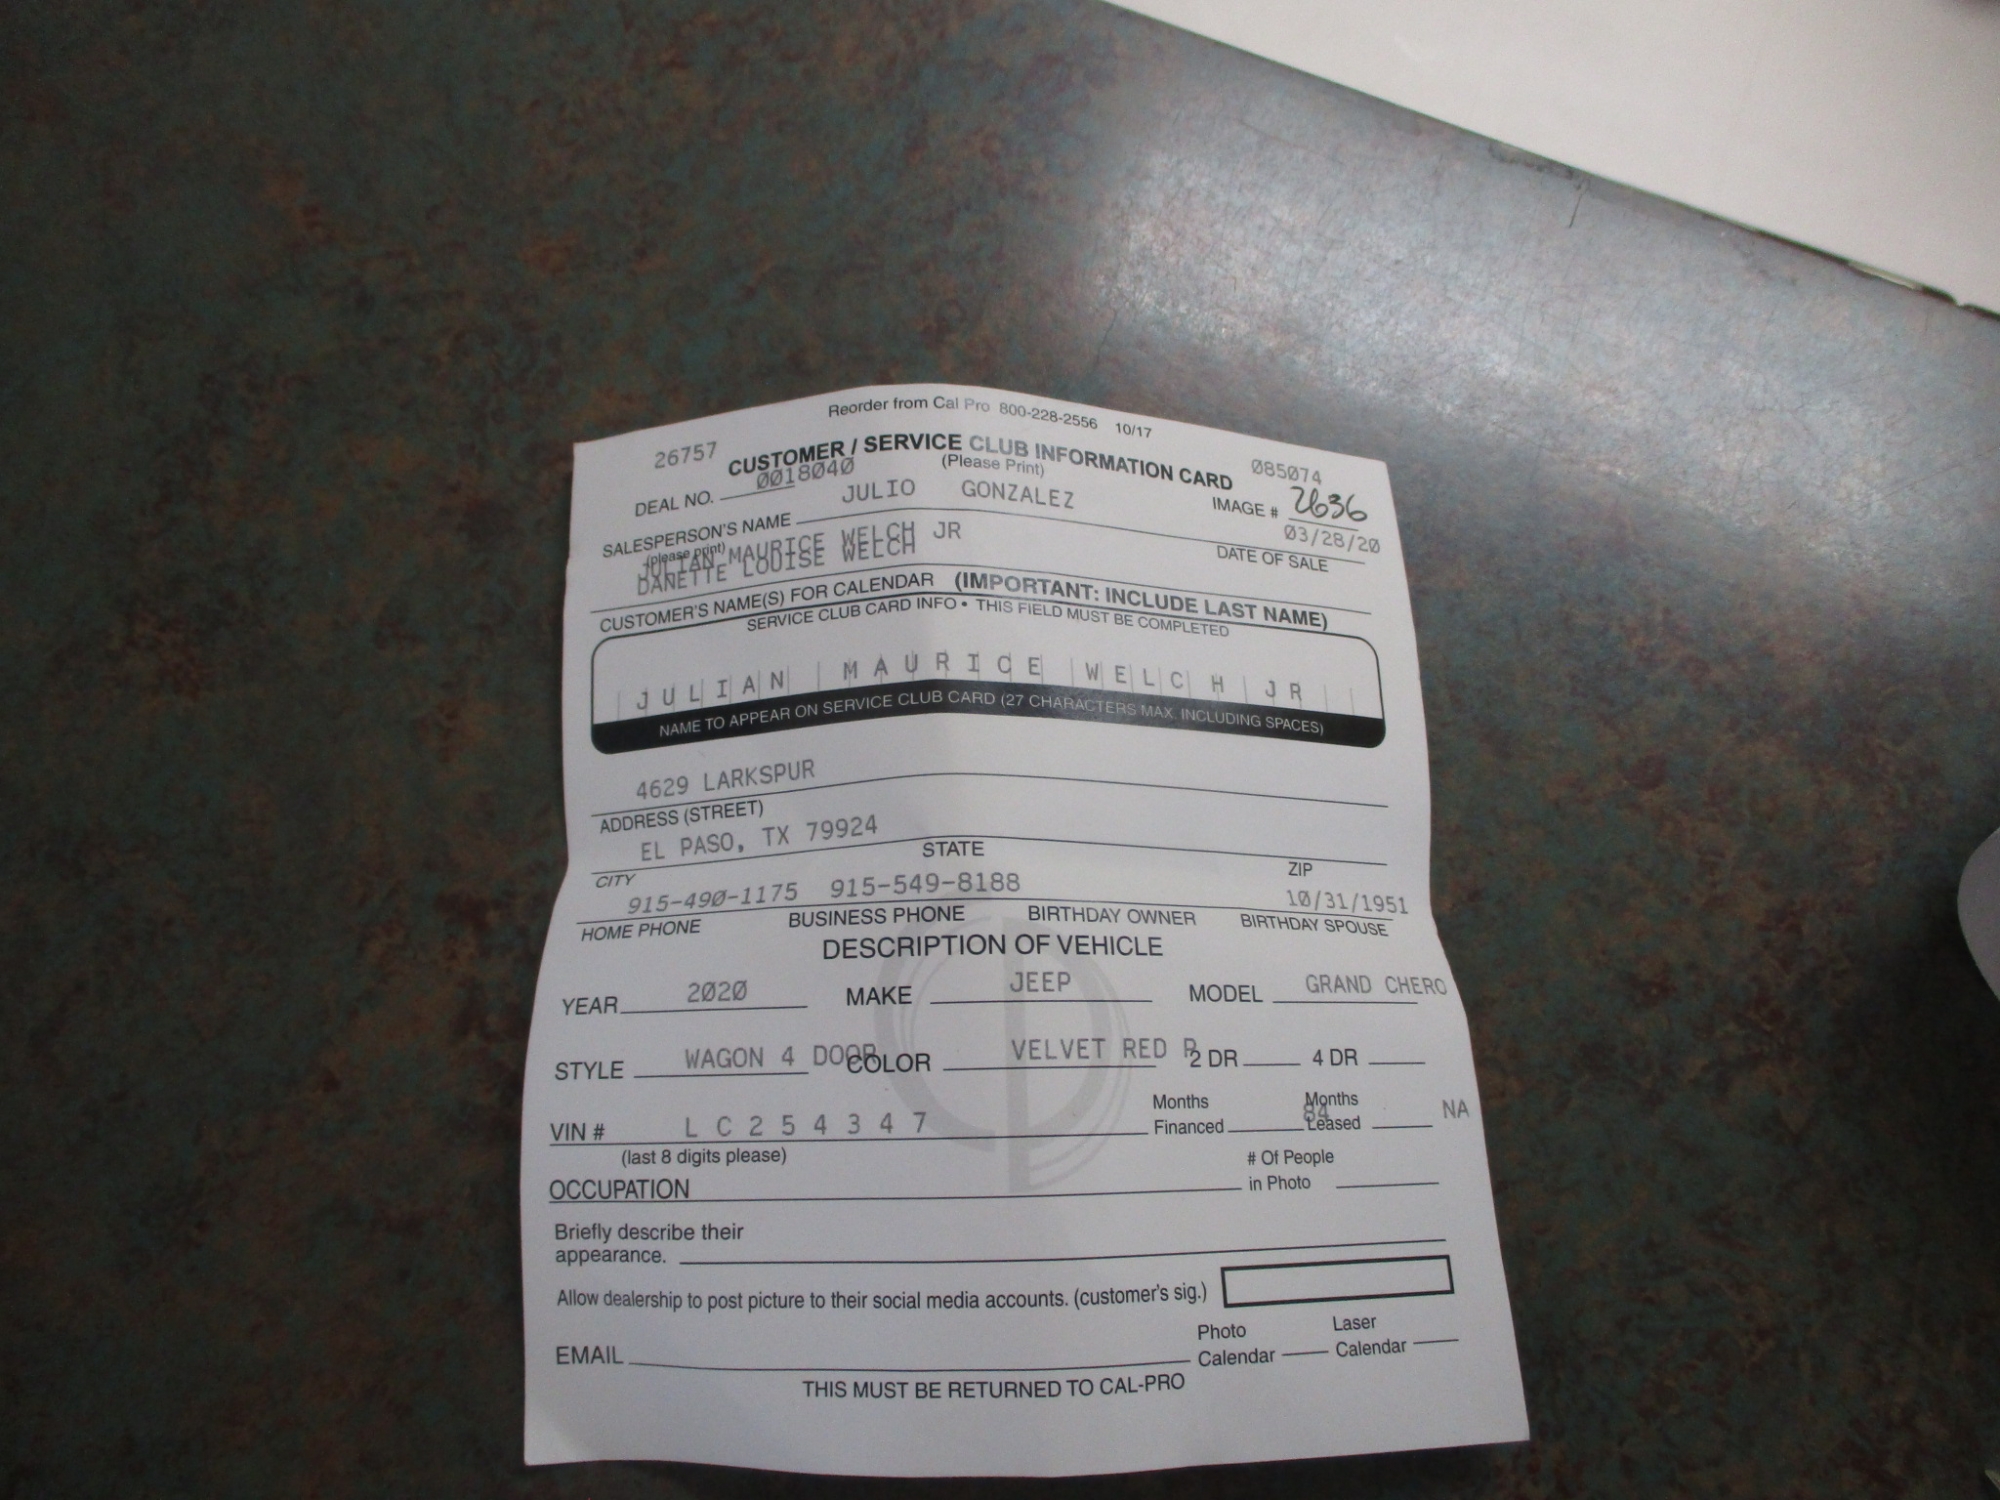 Reorder from Cal Pro 800-228-2556 10/17
26757 CUSTOMER / SERVICE CLUB INFORMATION CARD 085074
(Please Print)
DEAL NO. 0018040
IMAGE # 2636
SALESPERSON'S NAME JULIO GONZALEZ
(please print)
03/28/20
DATE OF SALE
JULIAN MAURICE WELCH JR
DANETTE LOUISE WELCH
CUSTOMER'S NAME(S) FOR CALENDAR (IMPORTANT: INCLUDE LAST NAME)
SERVICE CLUB CARD INFO • THIS FIELD MUST BE COMPLETED
JULIAN MAURICE WELCH JR
NAME TO APPEAR ON SERVICE CLUB CARD (27 CHARACTERS MAX. INCLUDING SPACES)
4629 LARKSPUR
ADDRESS (STREET)
EL PASO, TX 79924
CITY STATE ZIP
915-490-1175 915-549-8188 10/31/1951
HOME PHONE BUSINESS PHONE BIRTHDAY OWNER BIRTHDAY SPOUSE
DESCRIPTION OF VEHICLE
YEAR 2020 MAKE JEEP MODEL GRAND CHERO
STYLE WAGON 4 DOOR COLOR VELVET RED P 2 DR 4 DR
VIN # L C 2 5 4 3 4 7 Months Financed 84 Months Leased NA
(last 8 digits please)
OCCUPATION # Of People in Photo
Briefly describe their
appearance.
Allow dealership to post picture to their social media accounts. (customer's sig.)
EMAIL Photo Calendar Laser Calendar
THIS MUST BE RETURNED TO CAL-PRO